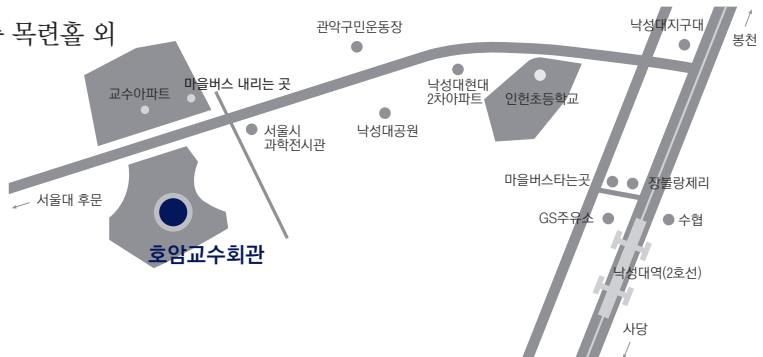 목련홀 외
관악구민운동장
낙성대지구대
봉천
교수아파트
마을버스 내리는 곳
낙성대현대
2차아파트
인헌초등학교
서울시
과학전시관
낙성대공원
마을버스타는곳
장블랑제리
서울대 후문
GS주유소
수협
호암교수회관
낙성대역(2호선)
사당